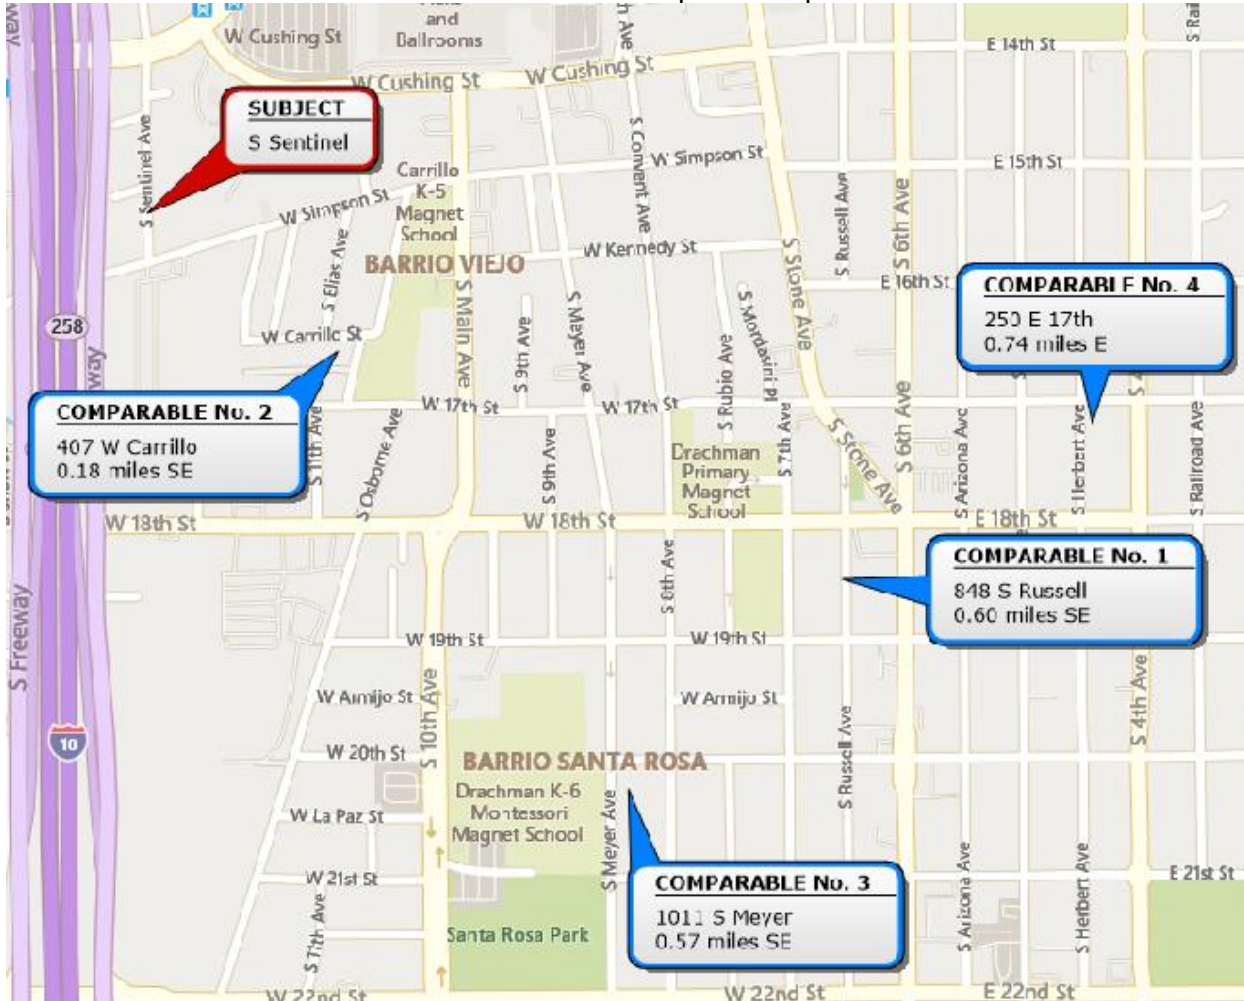 W Cushing St
and
Ballrooms
W Cushing St
W Cushing St
E 14th St
SUBJECT
S Sentinel
S Sentinel Ave
S Sentinel Ave
Carrillo
K-5
Magnet
School
W Simpson St
W Simpson St
S Convent Ave
S Convent Ave
E 15th St
S Russell Ave
S 6th Ave
W Kennedy St
BARRIO VIEJO
S Elias Ave
S Main Ave
S Stone Ave
E 16th St
COMPARABLE No. 4
250 E 17th
0.74 miles E
258
W Carrillo St
S 9th Ave
S Meyer Ave
S Rubio Ave
COMPARABLE No. 2
407 W Carrillo
0.18 miles SE
W 17th St
W 17th St
S 11th Ave
S Osborne Ave
S 9th Ave
S 7th Ave
S Stone Ave
S 6th Ave
S Arizona Ave
S Herbert Ave
S Railroad Ave
Drachman
Primary
Magnet
School
W 18th St
W 18th St
E 18th St
COMPARABLE No. 1
848 S Russell
0.60 miles SE
S 8th Ave
S Freeway
W 19th St
W 19th St
W Armijo St
W Armijo St
S 10th Ave
S 4th Ave
10
W 20th St
BARRIO SANTA ROSA
S Russell Ave
Drachman K-6
Montessori
Magnet School
W La Paz St
S Meyer Ave
W 21st St
E 21st St
COMPARABLE No. 3
1011 S Meyer
0.57 miles SE
S Arizona Ave
S Herbert Ave
Santa Rosa Park
W 22nd St
W 22nd St
E 22nd St